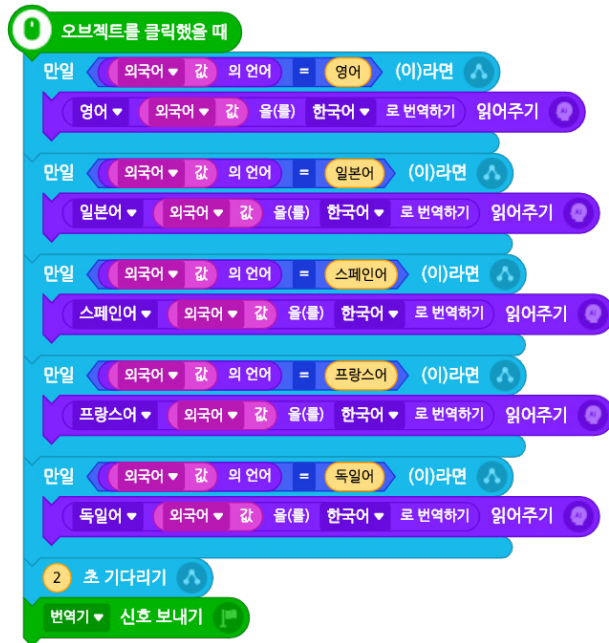 오브젝트를 클릭했을 때
만일 외국어 값 의 언어 = 영어 (이)라면
영어 외국어 값 을(를) 한국어 로 번역하기 읽어주기
만일 외국어 값 의 언어 = 일본어 (이)라면
일본어 외국어 값 을(를) 한국어 로 번역하기 읽어주기
만일 외국어 값 의 언어 = 스페인어 (이)라면
스페인어 외국어 값 을(를) 한국어 로 번역하기 읽어주기
만일 외국어 값 의 언어 = 프랑스어 (이)라면
프랑스어 외국어 값 을(를) 한국어 로 번역하기 읽어주기
만일 외국어 값 의 언어 = 독일어 (이)라면
독일어 외국어 값 을(를) 한국어 로 번역하기 읽어주기
2 초 기다리기
번역기 신호 보내기